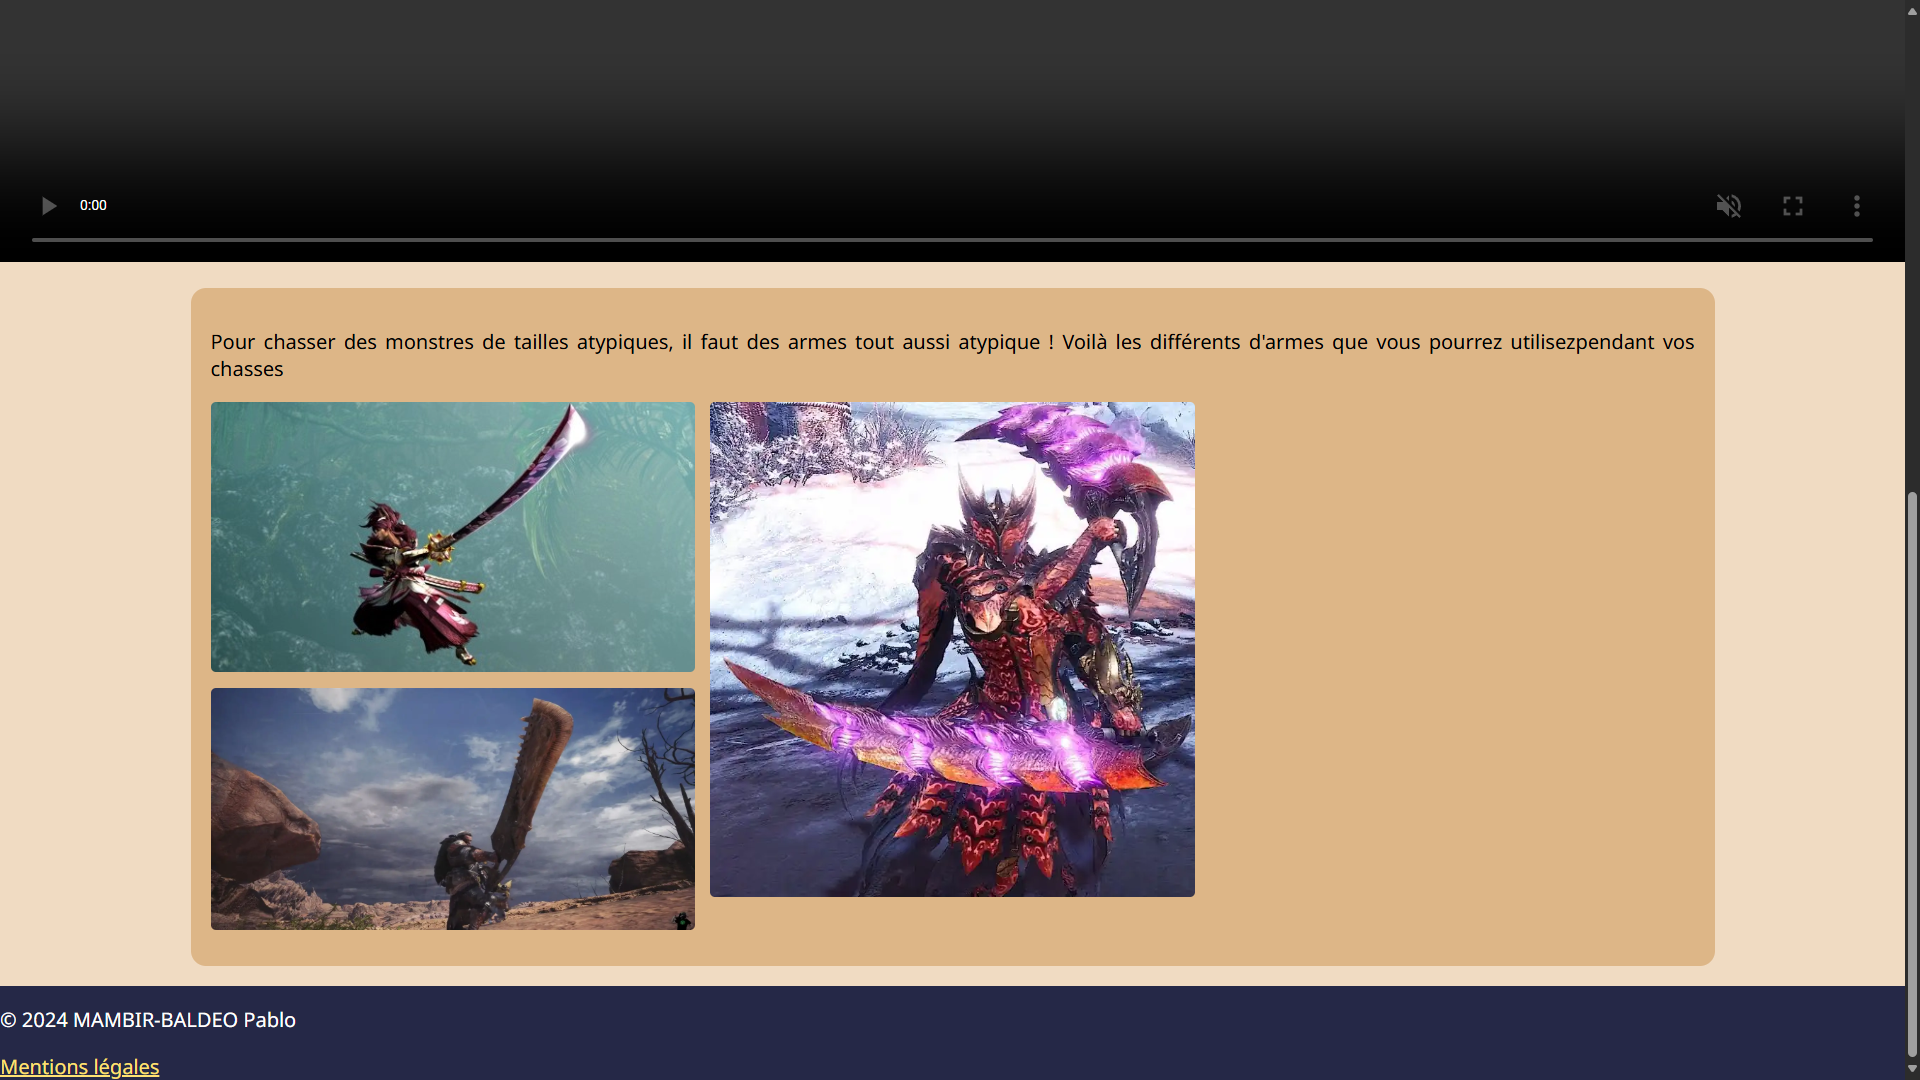 0:00
Pour chasser des monstres de tailles atypiques, il faut des armes tout aussi atypique ! Voilà les différents d'armes que vous pourrez utilisezpendant vos
chasses
© 2024 MAMBIR-BALDEO Pablo
Mentions légales